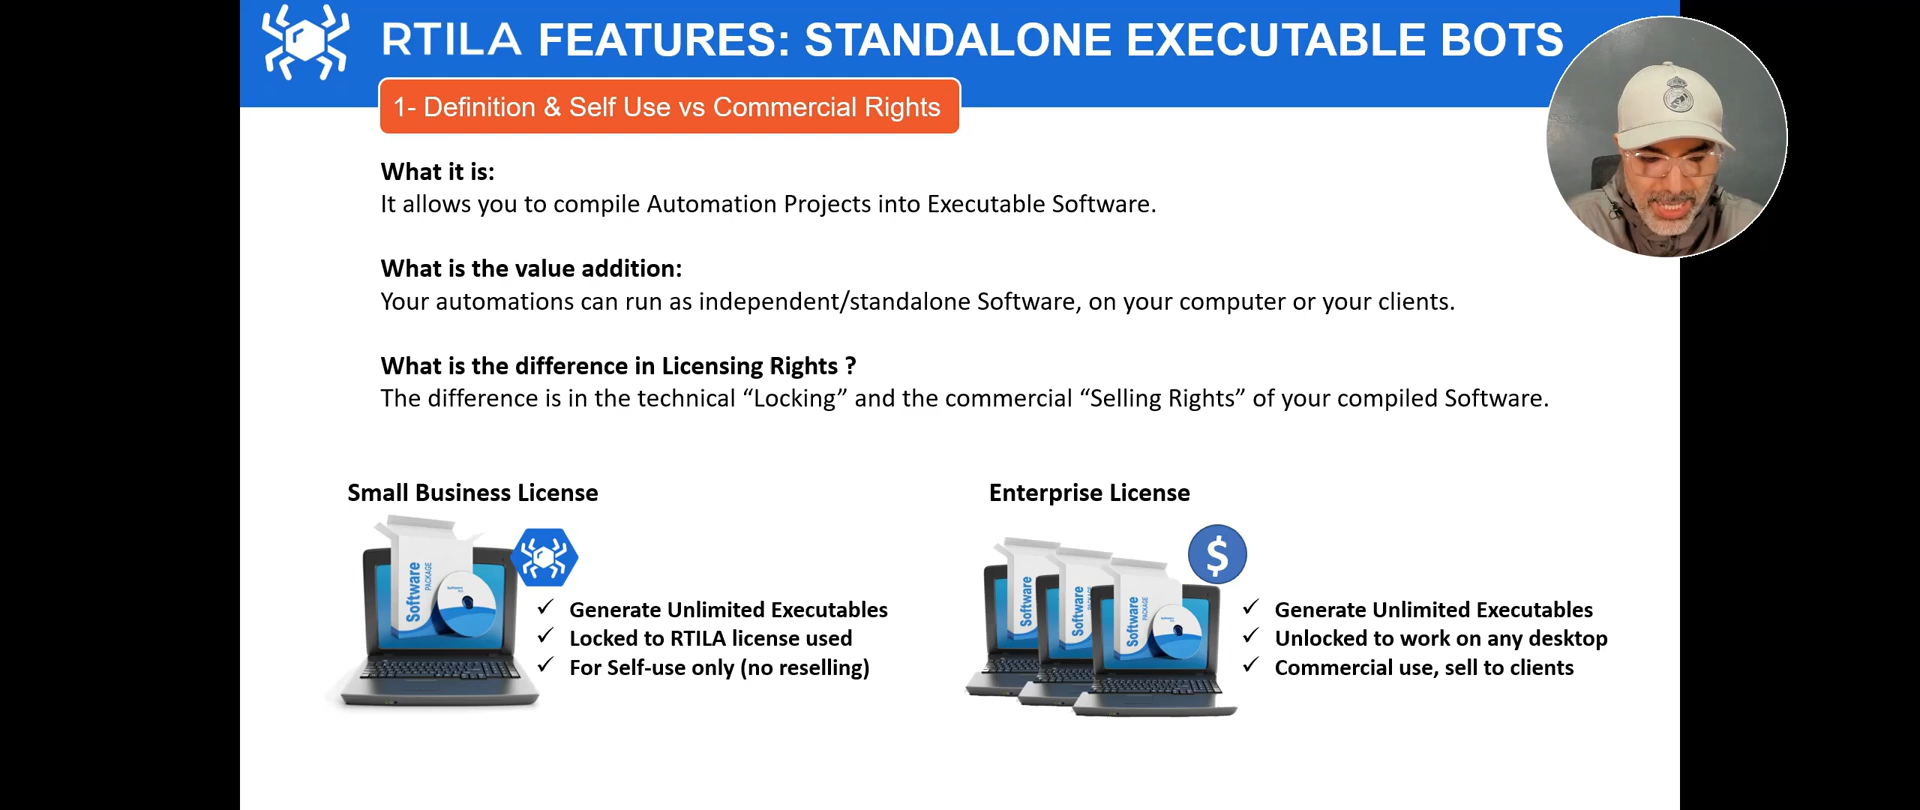 RTILA FEATURES: STANDALONE EXECUTABLE BOTS
1- Definition & Self Use vs Commercial Rights
What it is:
It allows you to compile Automation Projects into Executable Software.
What is the value addition:
Your automations can run as independent/standalone Software, on your computer or your clients.
What is the difference in Licensing Rights ?
The difference is in the technical “Locking” and the commercial “Selling Rights” of your compiled Software.
Small Business License
Software
PACKAGE
✓ Generate Unlimited Executables
✓ Locked to RTILA license used
✓ For Self-use only (no reselling)
Enterprise License
$
Software
Software
Software
PACKAGE
✓ Generate Unlimited Executables
✓ Unlocked to work on any desktop
✓ Commercial use, sell to clients